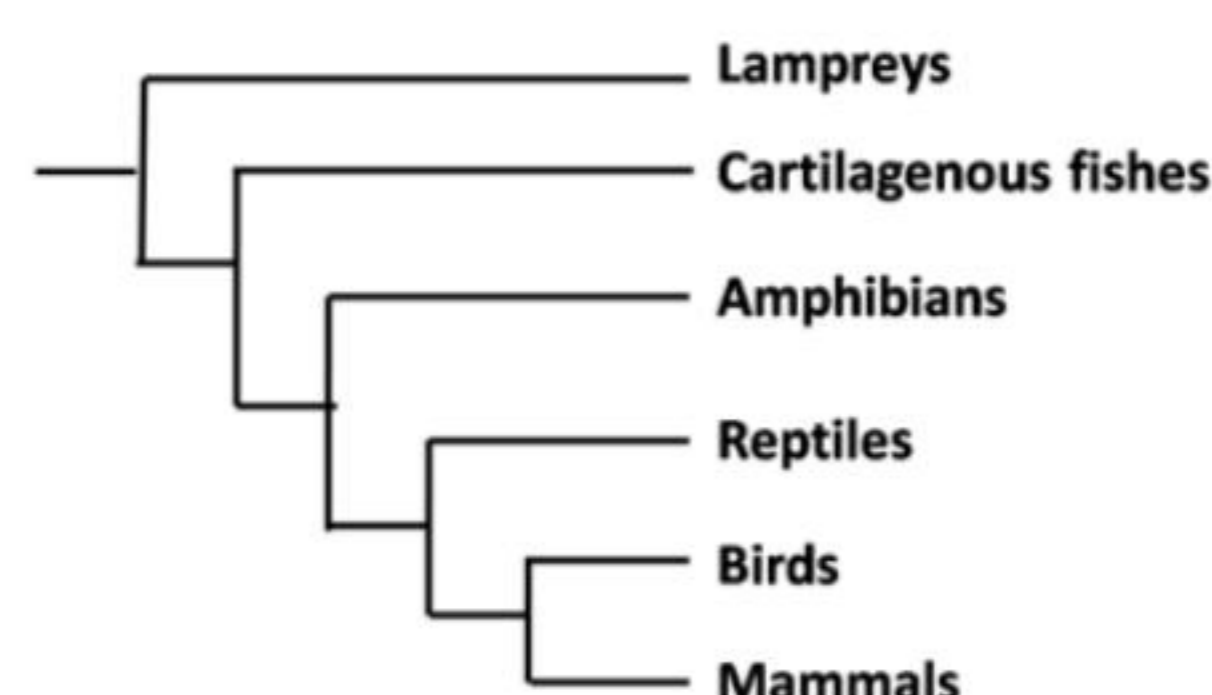 Lampreys
Cartilagenous fishes
Amphibians
Reptiles
Birds
Mammals